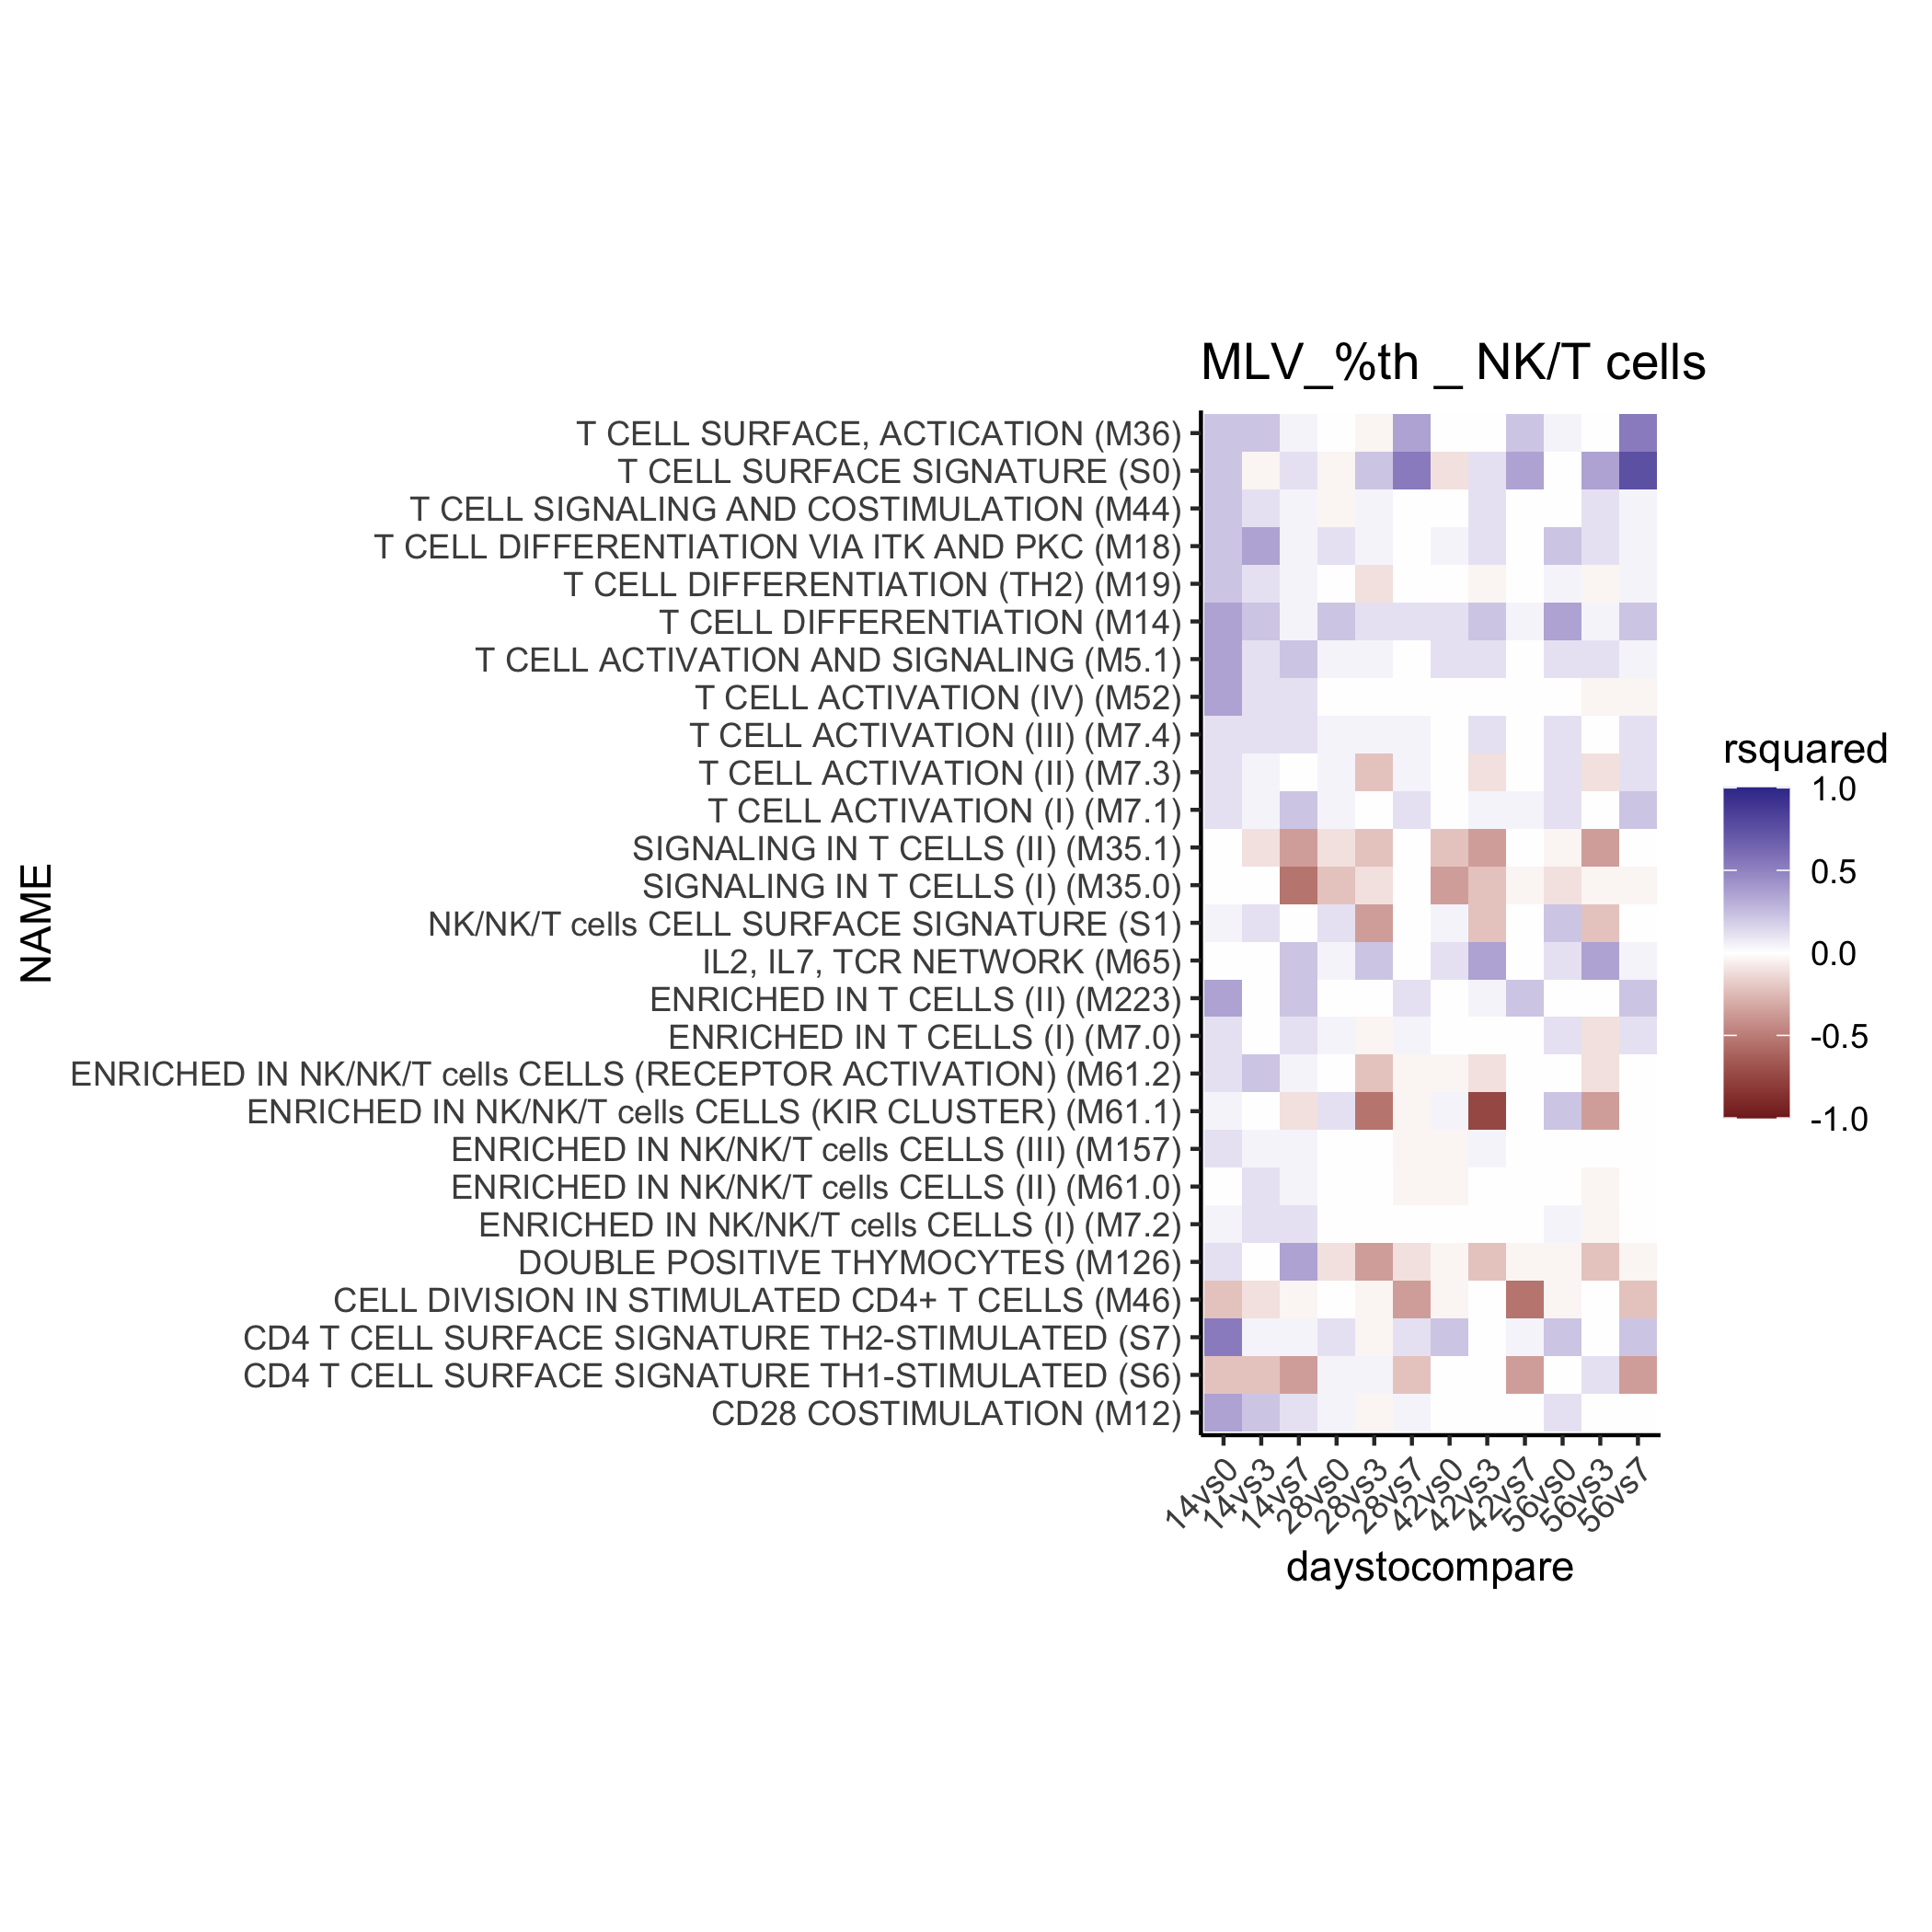 MLV_%th _ NK/T cells
T CELL SURFACE, ACTICATION (M36)
T CELL SURFACE SIGNATURE (S0)
T CELL SIGNALING AND COSTIMULATION (M44)
T CELL DIFFERENTIATION VIA ITK AND PKC (M18)
T CELL DIFFERENTIATION (TH2) (M19)
T CELL DIFFERENTIATION (M14)
T CELL ACTIVATION AND SIGNALING (M5.1)
T CELL ACTIVATION (IV) (M52)
T CELL ACTIVATION (III) (M7.4)
T CELL ACTIVATION (II) (M7.3)
T CELL ACTIVATION (I) (M7.1)
SIGNALING IN T CELLS (II) (M35.1)
SIGNALING IN T CELLS (I) (M35.0)
NK/NK/T cells CELL SURFACE SIGNATURE (S1)
IL2, IL7, TCR NETWORK (M65)
ENRICHED IN T CELLS (II) (M223)
ENRICHED IN T CELLS (I) (M7.0)
ENRICHED IN NK/NK/T cells CELLS (RECEPTOR ACTIVATION) (M61.2)
ENRICHED IN NK/NK/T cells CELLS (KIR CLUSTER) (M61.1)
ENRICHED IN NK/NK/T cells CELLS (III) (M157)
ENRICHED IN NK/NK/T cells CELLS (II) (M61.0)
ENRICHED IN NK/NK/T cells CELLS (I) (M7.2)
DOUBLE POSITIVE THYMOCYTES (M126)
CELL DIVISION IN STIMULATED CD4+ T CELLS (M46)
CD4 T CELL SURFACE SIGNATURE TH2-STIMULATED (S7)
CD4 T CELL SURFACE SIGNATURE TH1-STIMULATED (S6)
CD28 COSTIMULATION (M12)
NAME
14vs0
14vs3
14vs7
28vs0
28vs3
28vs7
42vs0
42vs3
42vs7
56vs0
56vs3
56vs7
daystocompare
rsquared
1.0
0.5
0.0
-0.5
-1.0